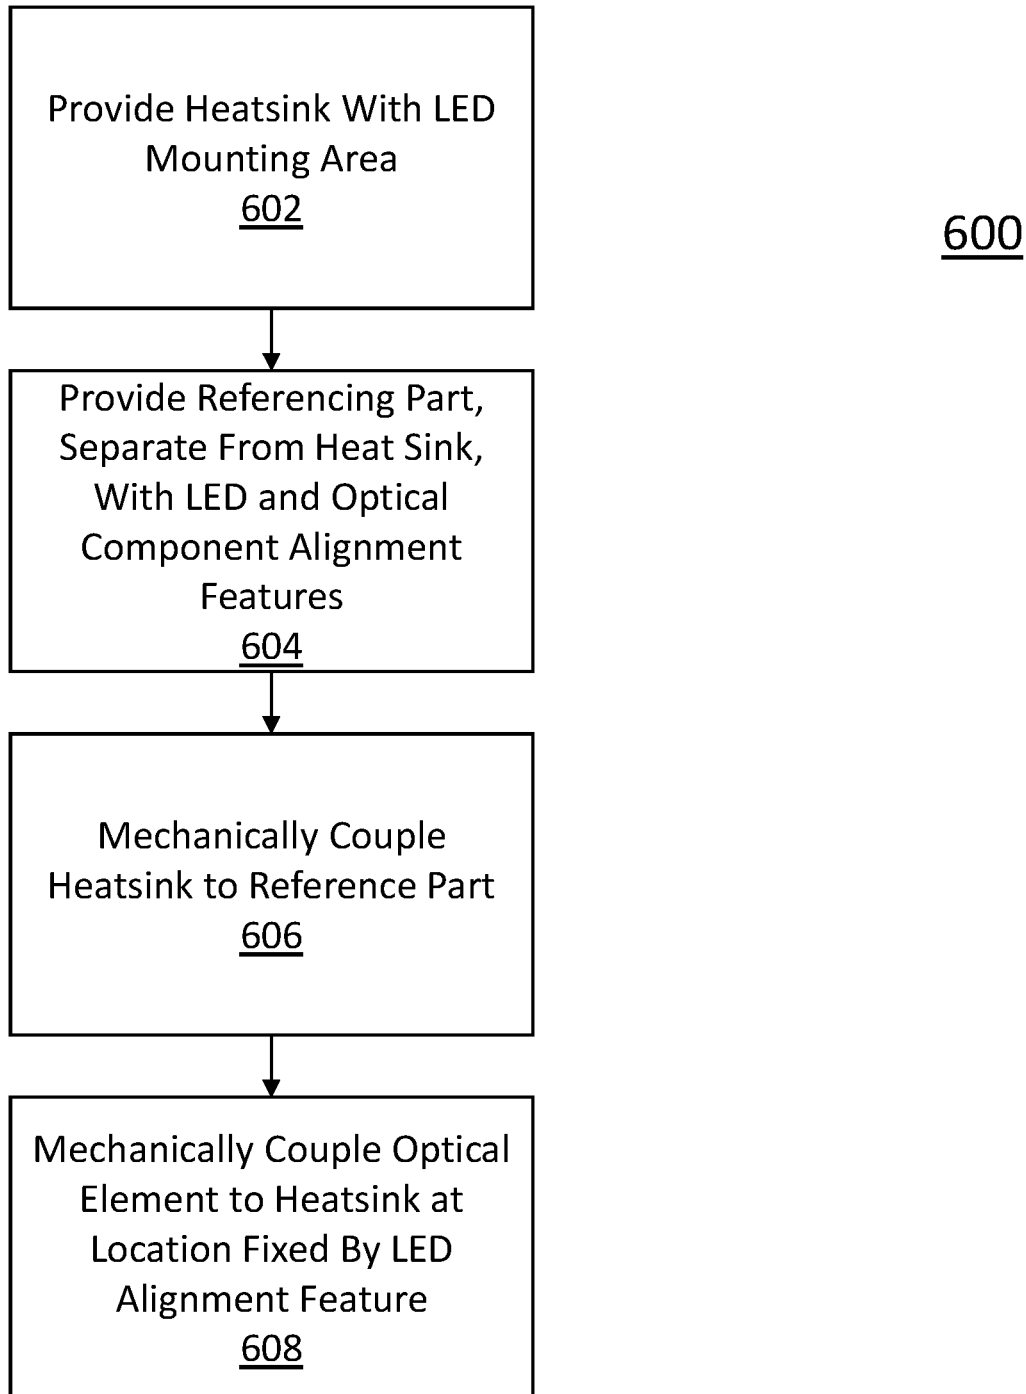 Provide Heatsink With LED
Mounting Area
602
600
Provide Referencing Part,
Separate From Heat Sink,
With LED and Optical
Component Alignment
Features
604
Mechanically Couple
Heatsink to Reference Part
606
Mechanically Couple Optical
Element to Heatsink at
Location Fixed By LED
Alignment Feature
608